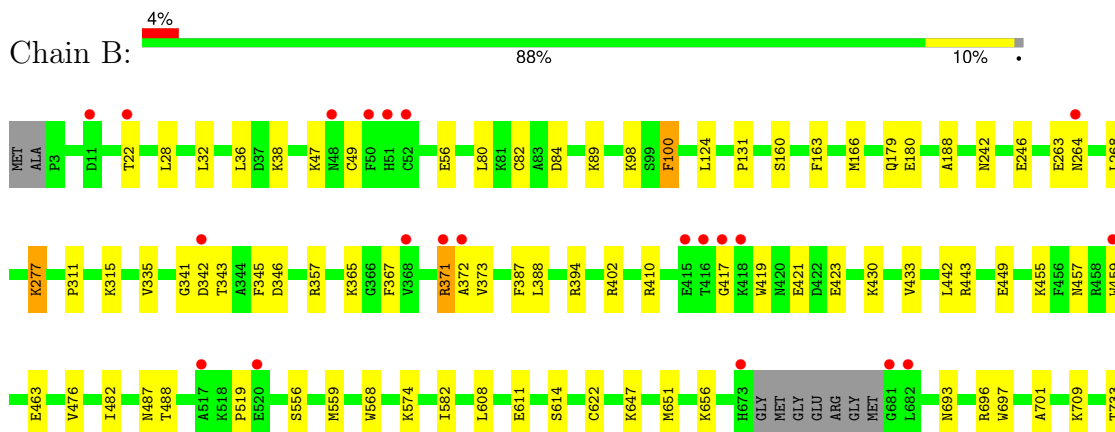 4%
Chain B:
88% 10% •
MET ALA P3 D11 T22 L28 L32 L36 D37 K38 K47 N48 C49 F50 H51 C52 E56 L80 K81 C82 A83 D84 K89 K98 S99 F100 L124 P131 S160 F163 M166 Q179 E180 A188 N242 E246 E263 N264
K277 P311 K315 V335 G341 D342 T343 A344 F345 D346 R357 K365 G366 F367 V368 R371 A372 V373 F387 L388 R394 R402 R410 E415 T416 G417 K418 W419 N420 E421 D422 E423 K430 V433 L442 R443 E449 K455 F456 N457 R458
E463 V476 I482 N487 T488 A517 K518 P519 E520 S556 M559 W568 K574 I582 L608 E611 S614 C622 K647 M651 K656 H673 GLY MET GLY GLU ARG GLY MET G681 L682 N693 R696 W697 A701 K709